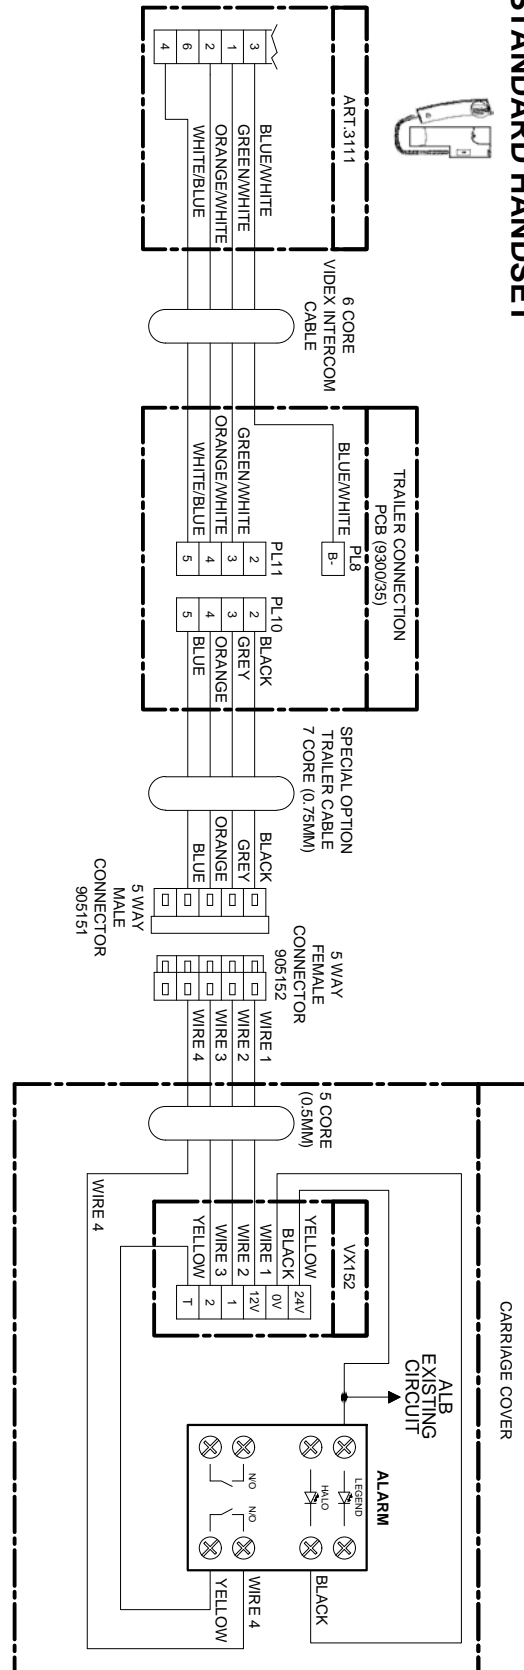 STANDARD HANDSET
ART.3111
3
1
2
6
4
BLUE/WHITE
GREEN/WHITE
ORANGE/WHITE
WHITE/BLUE
6 CORE
VIDEX INTERCOM
CABLE
TRAILER CONNECTION
PCB (9300/35)
BLUE/WHITE
PL8
B-
GREEN/WHITE
ORANGE/WHITE
WHITE/BLUE
PL11
2
3
4
5
PL10
2
3
4
5
BLACK
GREY
ORANGE
BLUE
SPECIAL OPTION
TRAILER CABLE
7 CORE (0.75MM)
BLACK
GREY
ORANGE
BLUE
5 WAY
MALE
CONNECTOR
905151
5 WAY
FEMALE
CONNECTOR
905152
WIRE 1
WIRE 2
WIRE 3
WIRE 4
CARRIAGE COVER
5 CORE
(0.5MM)
WIRE 4
VX152
YELLOW
BLACK
WIRE 1
WIRE 2
WIRE 3
YELLOW
24V
0V
12V
1
2
T
ALB
EXISTING
CIRCUIT
ALARM
LEGEND
HALO
N/O
N/O
BLACK
WIRE 4
YELLOW